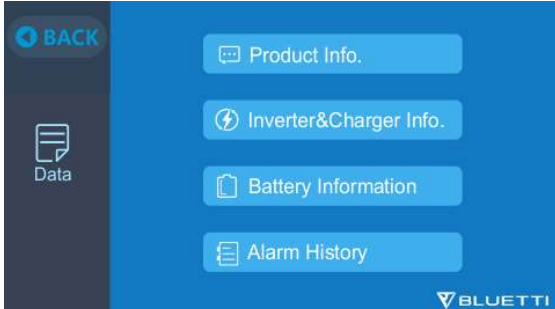 BACK
Data
Product Info.
Inverter&Charger Info.
Battery Information
Alarm History
BLUETTI